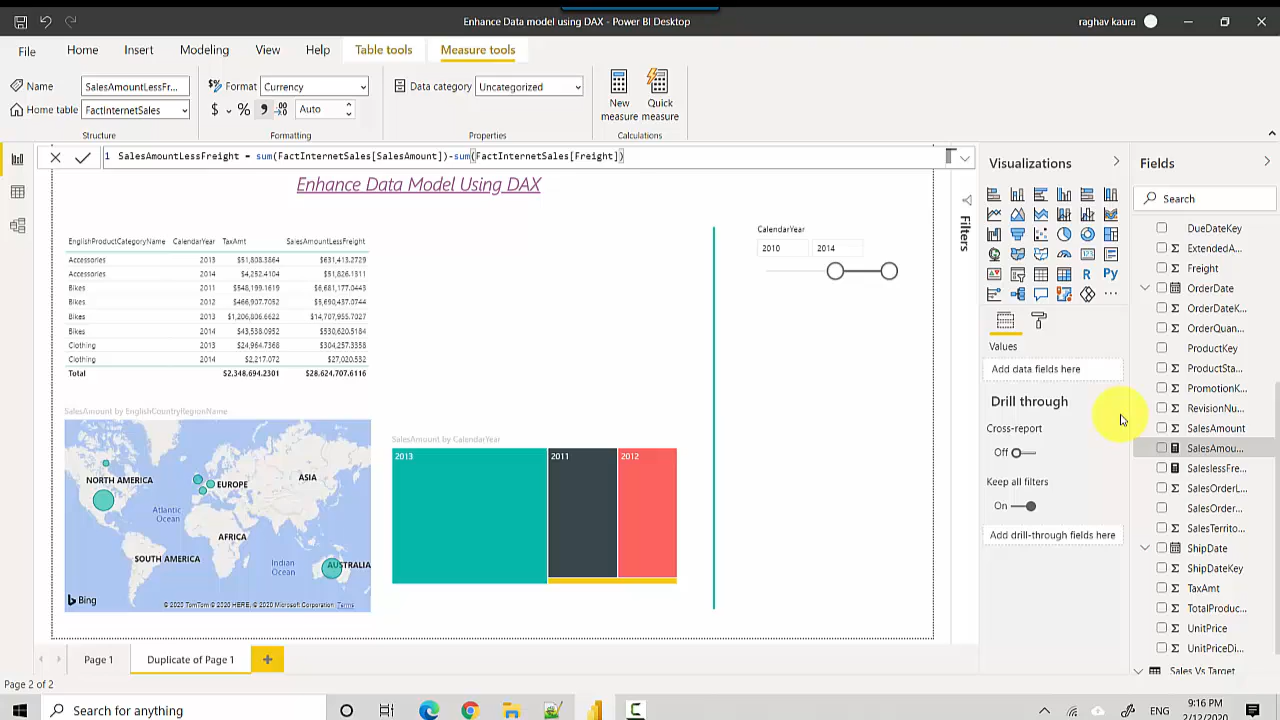 Enhance Data model using DAX - Power BI Desktop
raghav kaura
File Home Insert Modeling View Help Table tools Measure tools
Name SalesAmountLessFr...
Home table FactInternetSales
Structure
Format Currency
$ % 9 Auto
Formatting
Data category Uncategorized
Properties
New measure
Quick measure
Calculations
1 SalesAmountLessFreight = sum(FactInternetSales[SalesAmount])-sum(FactInternetSales[Freight])
Enhance Data Model Using DAX
EnglishProductCategoryName CalendarYear TaxAmt SalesAmountLessFreight
Accessories 2013 $51,808.3864 $631,413.2729
Accessories 2014 $4,252.4104 $51,826.1311
Bikes 2011 $548,199.1619 $6,681,177.0443
Bikes 2012 $466,907.7052 $5,690,437.0744
Bikes 2013 $1,206,806.6622 $14,707,955.7027
Bikes 2014 $43,538.0952 $530,620.5184
Clothing 2013 $24,964.7368 $304,257.3358
Clothing 2014 $2,217.072 $27,020.532
Total $2,348,694.2301 $28,624,707.6116
CalendarYear
2010 2014
SalesAmount by EnglishCountryRegionName
NORTH AMERICA
EUROPE
ASIA
Atlantic Ocean
AFRICA
SOUTH AMERICA
Indian Ocean
AUSTRALIA
Bing
© 2020 TomTom © 2020 HERE, © 2020 Microsoft Corporation Terms
SalesAmount by CalendarYear
2013 2011 2012
Filters
Visualizations
R Py
Values
Add data fields here
Drill through
Cross-report
Off
Keep all filters
On
Add drill-through fields here
Fields
Search
DueDateKey
ExtendedA...
Freight
OrderDate
OrderDateK...
OrderQuan...
ProductKey
ProductSta...
PromotionK...
RevisionNu...
SalesAmount
SalesAmou...
SaleslessFre...
SalesOrderL...
SalesOrder...
SalesTerrito...
ShipDate
ShipDateKey
TaxAmt
TotalProduc...
UnitPrice
UnitPriceDi...
Sales Vs Target
Page 1 Duplicate of Page 1 +
Page 2 of 2
Search for anything
ENG
9:16 PM